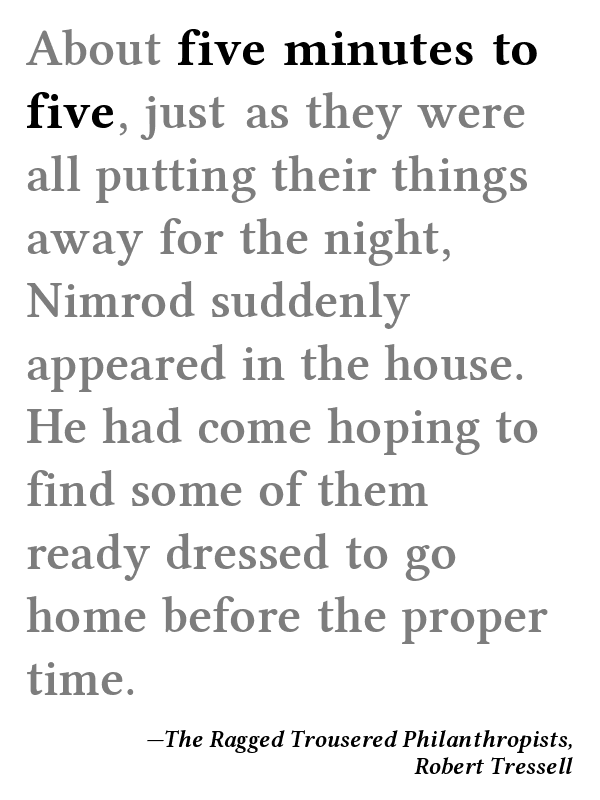 About five minutes to
five, just as they were
all putting their things
away for the night,
Nimrod suddenly
appeared in the house.
He had come hoping to
find some of them
ready dressed to go
home before the proper
time.
—The Ragged Trousered Philanthropists,
Robert Tressell